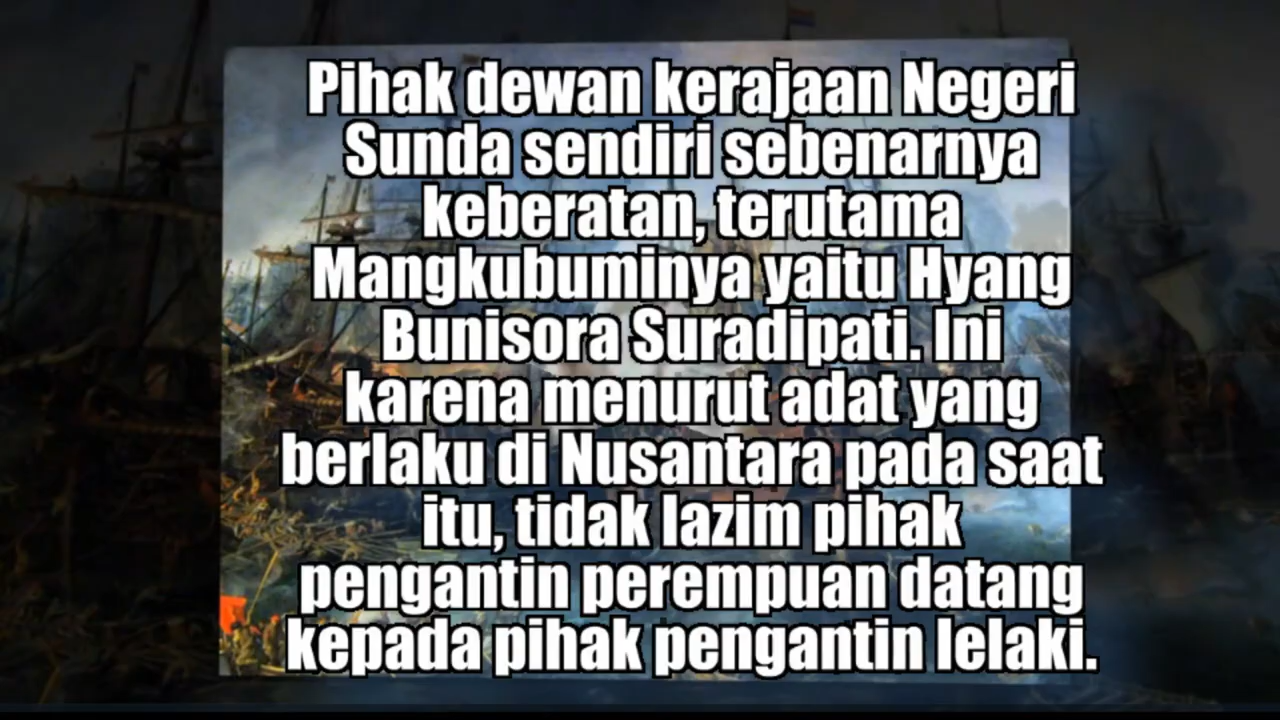 Pihak dewan kerajaan Negeri
Sunda sendiri sebenarnya
keberatan, terutama
Mangkubuminya yaitu Hyang
Bunisora Suradipati. Ini
karena menurut adat yang
berlaku di Nusantara pada saat
itu, tidak lazim pihak
pengantin perempuan datang
kepada pihak pengantin lelaki.